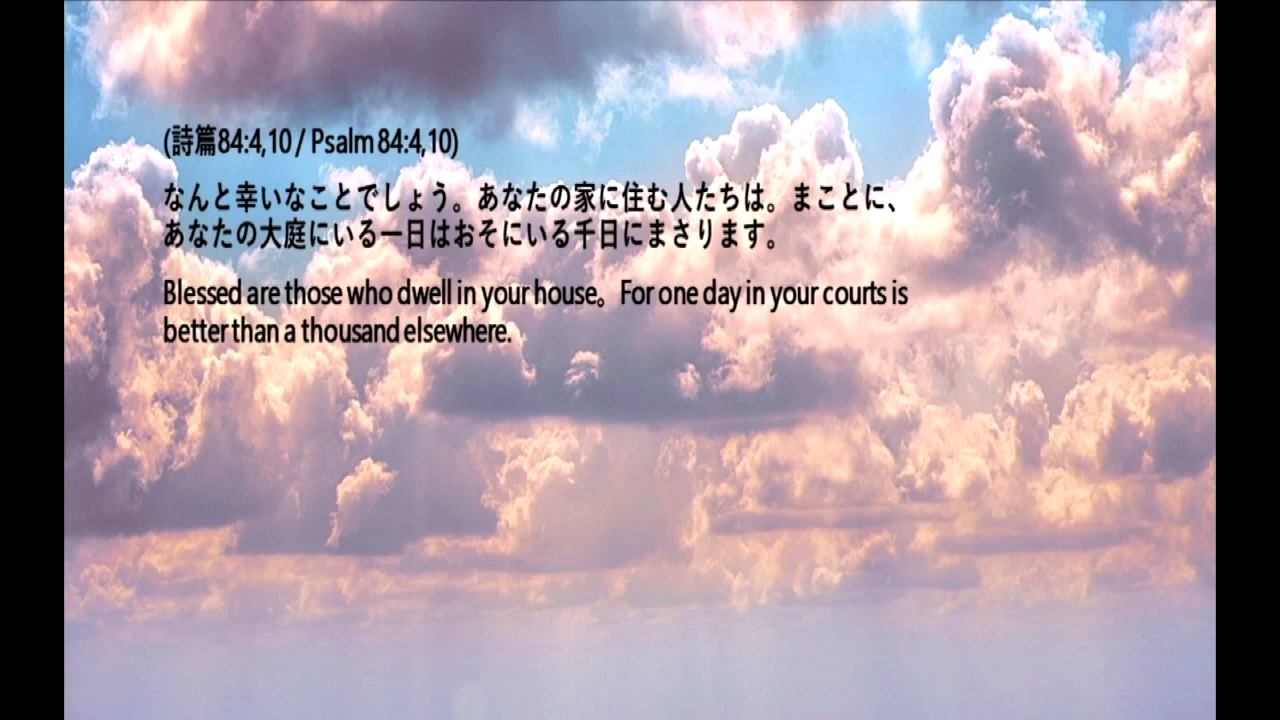 (詩篇84:4,10 / Psalm 84:4,10)
なんと幸いなことでしょう。あなたの家に住む人たちは。まことに、
あなたの大庭にいる一日はおそにいる千日にまさります。
Blessed are those who dwell in your house。For one day in your courts is
better than a thousand elsewhere.